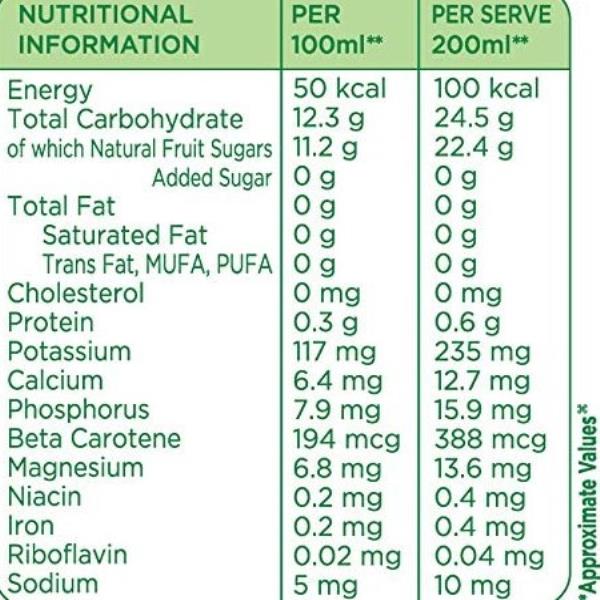 NUTRITIONAL INFORMATION PER 100ml** PER SERVE 200ml**
Energy 50 kcal 100 kcal
Total Carbohydrate 12.3 g 24.5 g
of which Natural Fruit Sugars 11.2 g 22.4 g
Added Sugar 0 g 0 g
Total Fat 0 g 0 g
Saturated Fat 0 g 0 g
Trans Fat, MUFA, PUFA 0 g 0 g
Cholesterol 0 mg 0 mg
Protein 0.3 g 0.6 g
Potassium 117 mg 235 mg
Calcium 6.4 mg 12.7 mg
Phosphorus 7.9 mg 15.9 mg
Beta Carotene 194 mcg 388 mcg
Magnesium 6.8 mg 13.6 mg
Niacin 0.2 mg 0.4 mg
Iron 0.2 mg 0.4 mg
Riboflavin 0.02 mg 0.04 mg
Sodium 5 mg 10 mg
*Approximate Values*